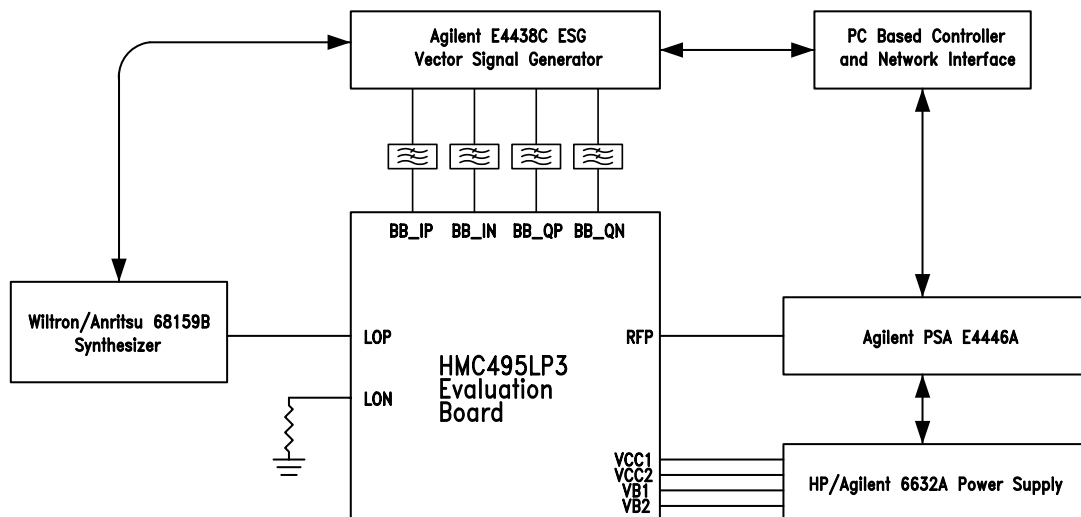 Agilent E4438C ESG
Vector Signal Generator
PC Based Controller
and Network Interface
BB_IP BB_IN BB_QP BB_QN
Wiltron/Anritsu 68159B
Synthesizer
LOP
RFP
Agilent PSA E4446A
HMC495LP3
Evaluation
Board
LON
VCC1
VCC2
VB1
VB2
HP/Agilent 6632A Power Supply